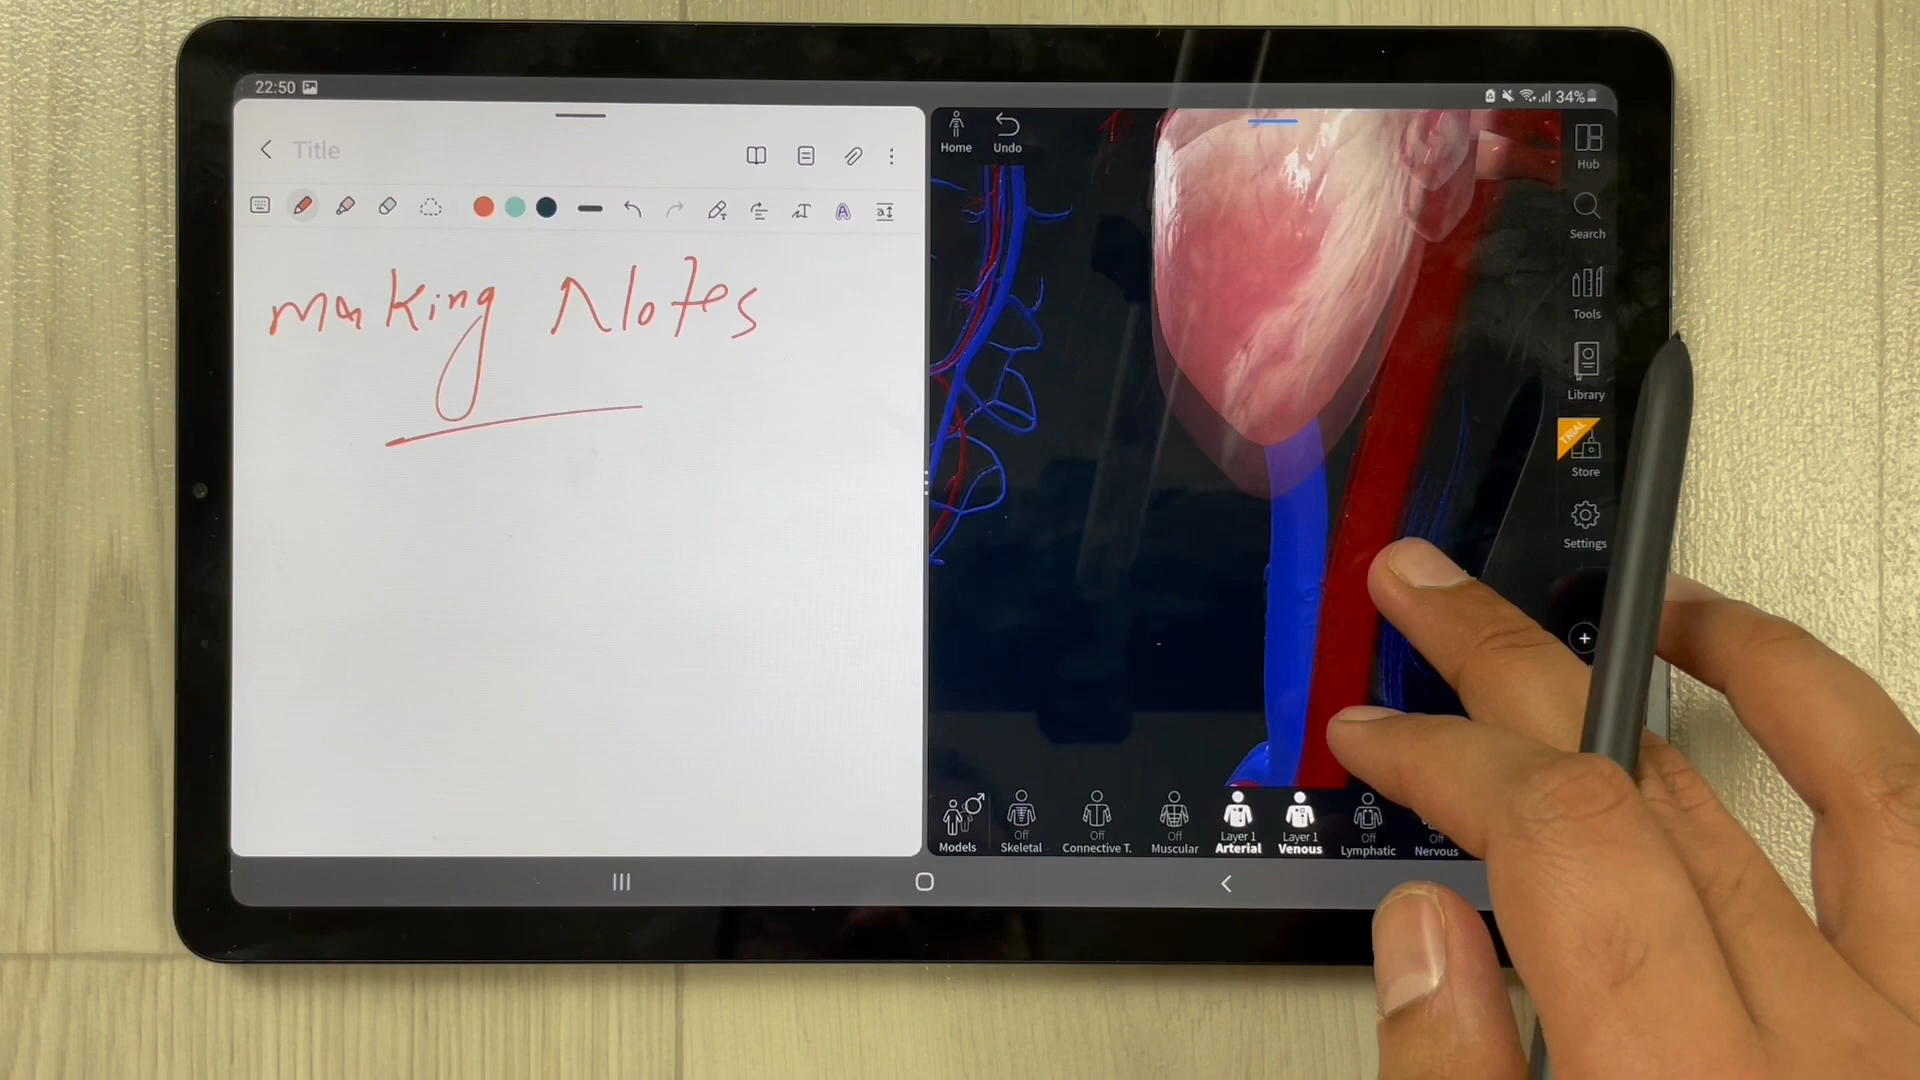 22:50
34%
Title
Making Notes
Home
Undo
Hub
Search
Tools
Library
TRIAL
Store
Settings
Models
Off
Skeletal
Off
Connective T.
Off
Muscular
Layer 1
Arterial
Layer 1
Venous
Off
Lymphatic
Off
Nervous